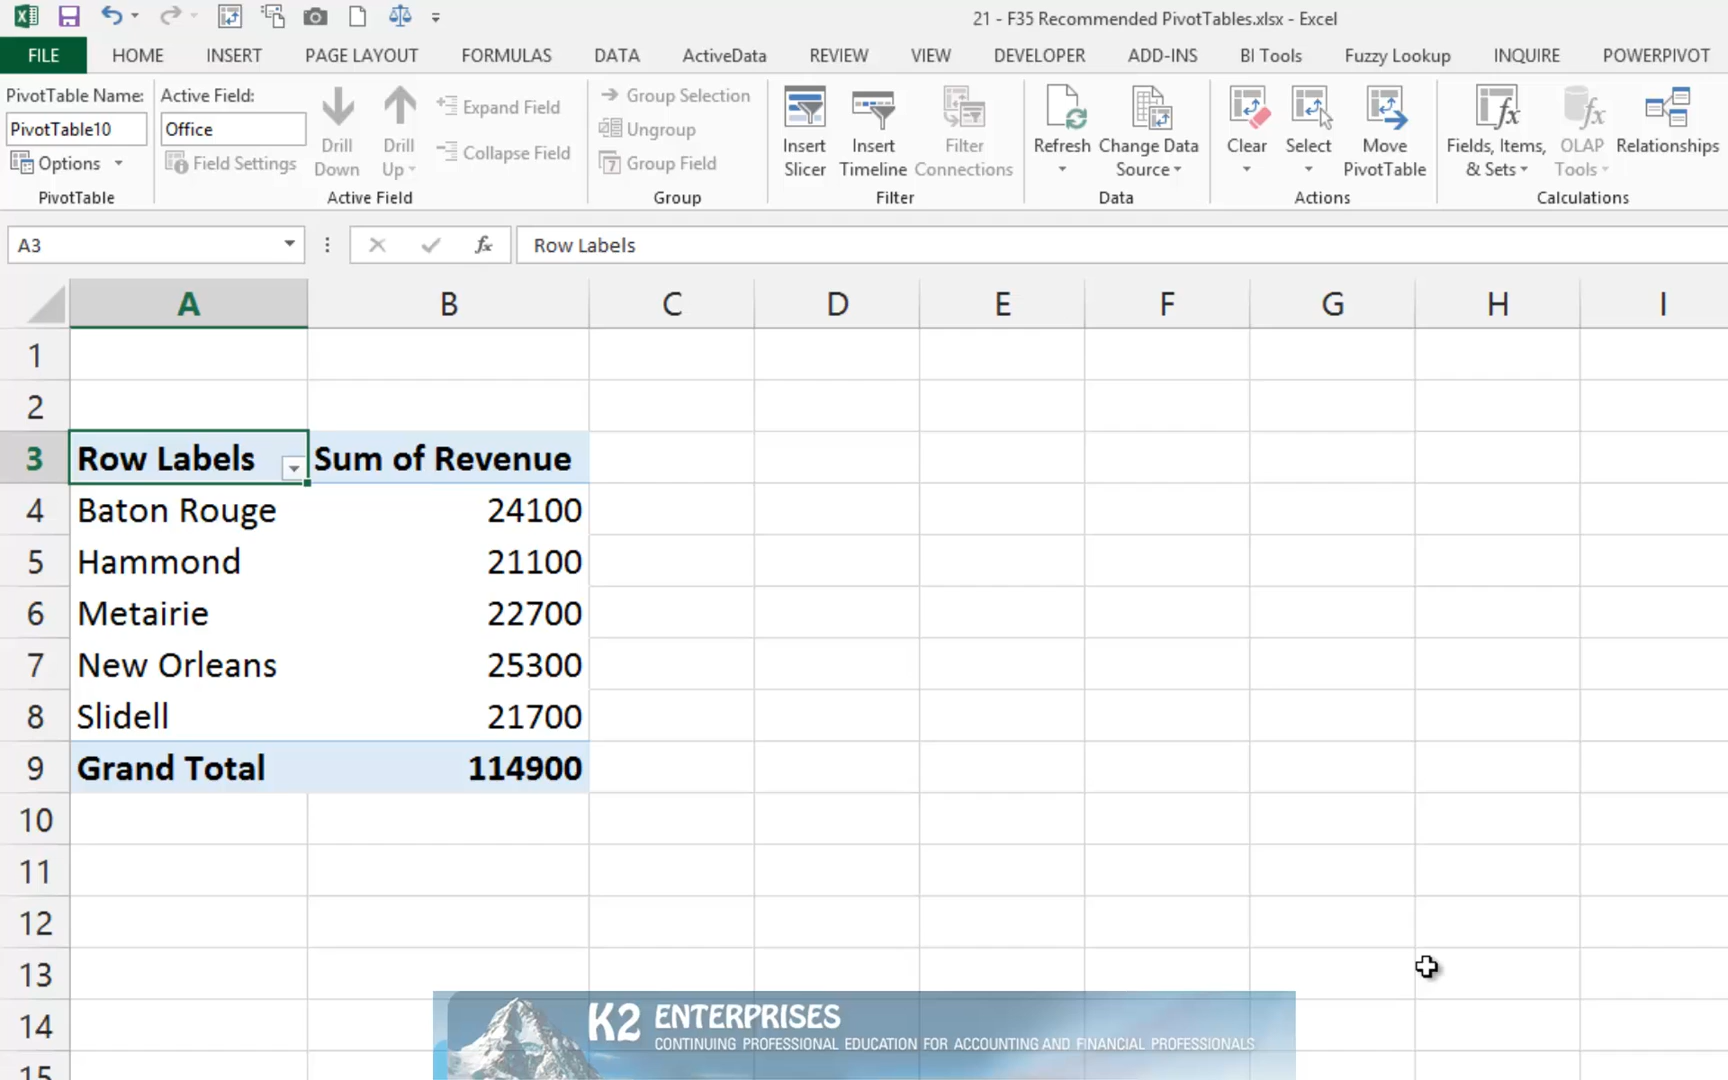 21 - F35 Recommended PivotTables.xlsx - Excel
FILE HOME INSERT PAGE LAYOUT FORMULAS DATA ActiveData REVIEW VIEW DEVELOPER ADD-INS BI Tools Fuzzy Lookup INQUIRE POWERPIVOT
PivotTable Name:
PivotTable10
Options
PivotTable
Active Field:
Office
Field Settings
Drill
Down
Drill
Up
Expand Field
Collapse Field
Active Field
Group Selection
Ungroup
Group Field
Group
Insert
Slicer
Insert
Timeline
Filter
Connections
Filter
Refresh
Change Data
Source
Data
Clear
Select
Move
PivotTable
Actions
Fields, Items,
& Sets
OLAP
Tools
Relationships
Calculations
A3 fx Row Labels
A B C D E F G H I
1
2
3 Row Labels Sum of Revenue
4 Baton Rouge 24100
5 Hammond 21100
6 Metairie 22700
7 New Orleans 25300
8 Slidell 21700
9 Grand Total 114900
10
11
12
13
14
15
K2 ENTERPRISES
CONTINUING PROFESSIONAL EDUCATION FOR ACCOUNTING AND FINANCIAL PROFESSIONALS